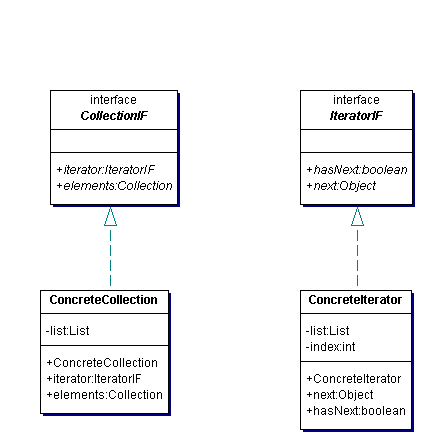 interface
CollectionIF
+iterator:IteratorIF
+elements:Collection
interface
IteratorIF
+hasNext:boolean
+next:Object
ConcreteCollection
-list:List
+ConcreteCollection
+iterator:IteratorIF
+elements:Collection
ConcreteIterator
-list:List
-index:int
+ConcreteIterator
+next:Object
+hasNext:boolean